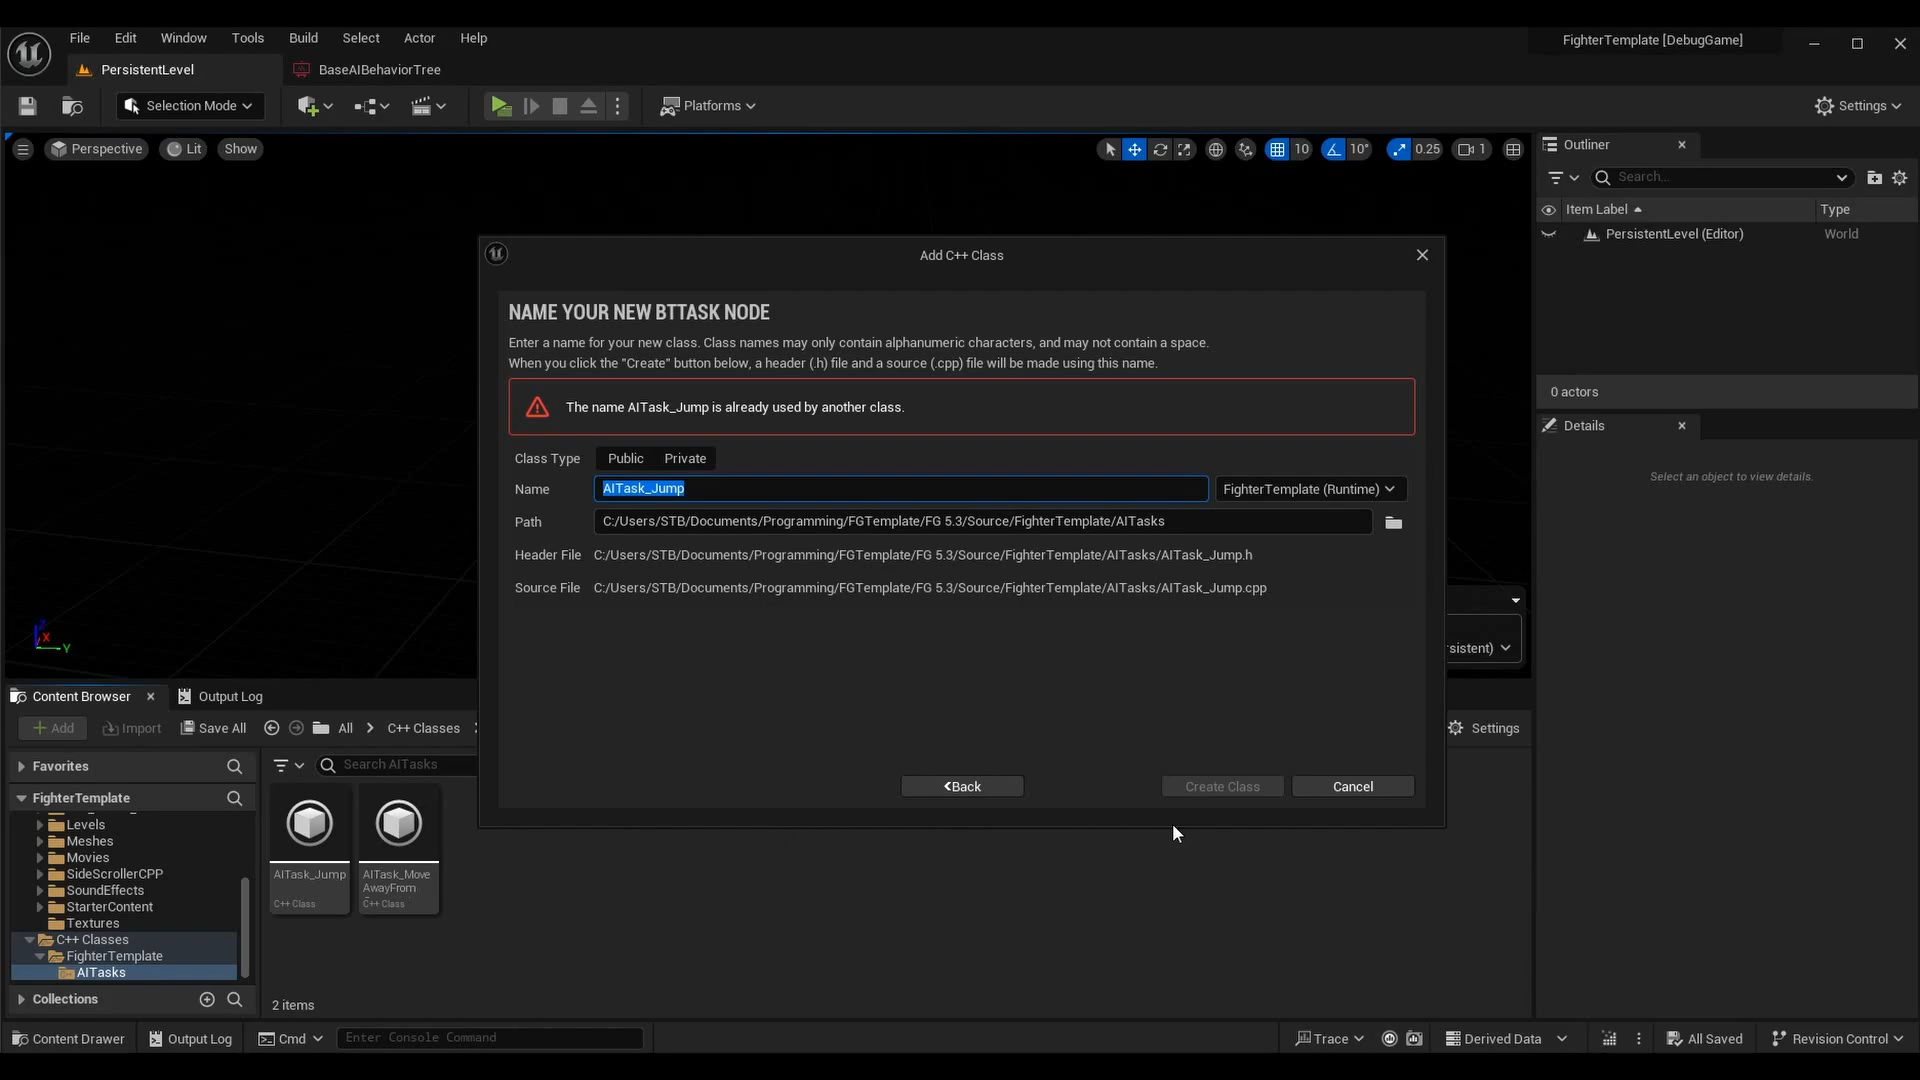 File Edit Window Tools Build Select Actor Help
FighterTemplate [DebugGame]
PersistentLevel
BaseAIBehaviorTree
Selection Mode
Platforms
Settings
Perspective
Lit
Show
10
10°
0.25
1
Outliner
Search...
Item Label
Type
PersistentLevel (Editor)
World
0 actors
Details
Select an object to view details.
Add C++ Class
NAME YOUR NEW BTTASK NODE
Enter a name for your new class. Class names may only contain alphanumeric characters, and may not contain a space.
When you click the "Create" button below, a header (.h) file and a source (.cpp) file will be made using this name.
The name AITask_Jump is already used by another class.
Class Type Public Private
Name AITask_Jump FighterTemplate (Runtime)
Path C:/Users/STB/Documents/Programming/FGTemplate/FG 5.3/Source/FighterTemplate/AITasks
Header File C:/Users/STB/Documents/Programming/FGTemplate/FG 5.3/Source/FighterTemplate/AITasks/AITask_Jump.h
Source File C:/Users/STB/Documents/Programming/FGTemplate/FG 5.3/Source/FighterTemplate/AITasks/AITask_Jump.cpp
<Back
Create Class
Cancel
sistent)
Z
X
Y
Content Browser
Output Log
Add
Import
Save All
All
C++ Classes
Settings
Favorites
Search AITasks
FighterTemplate
Levels
Meshes
Movies
SideScrollerCPP
SoundEffects
StarterContent
Textures
C++ Classes
FighterTemplate
AITasks
Collections
AITask_Jump
C++ Class
AITask_Move
AwayFrom
C++ Class
2 items
Content Drawer
Output Log
Cmd
Enter Console Command
Trace
Derived Data
All Saved
Revision Control